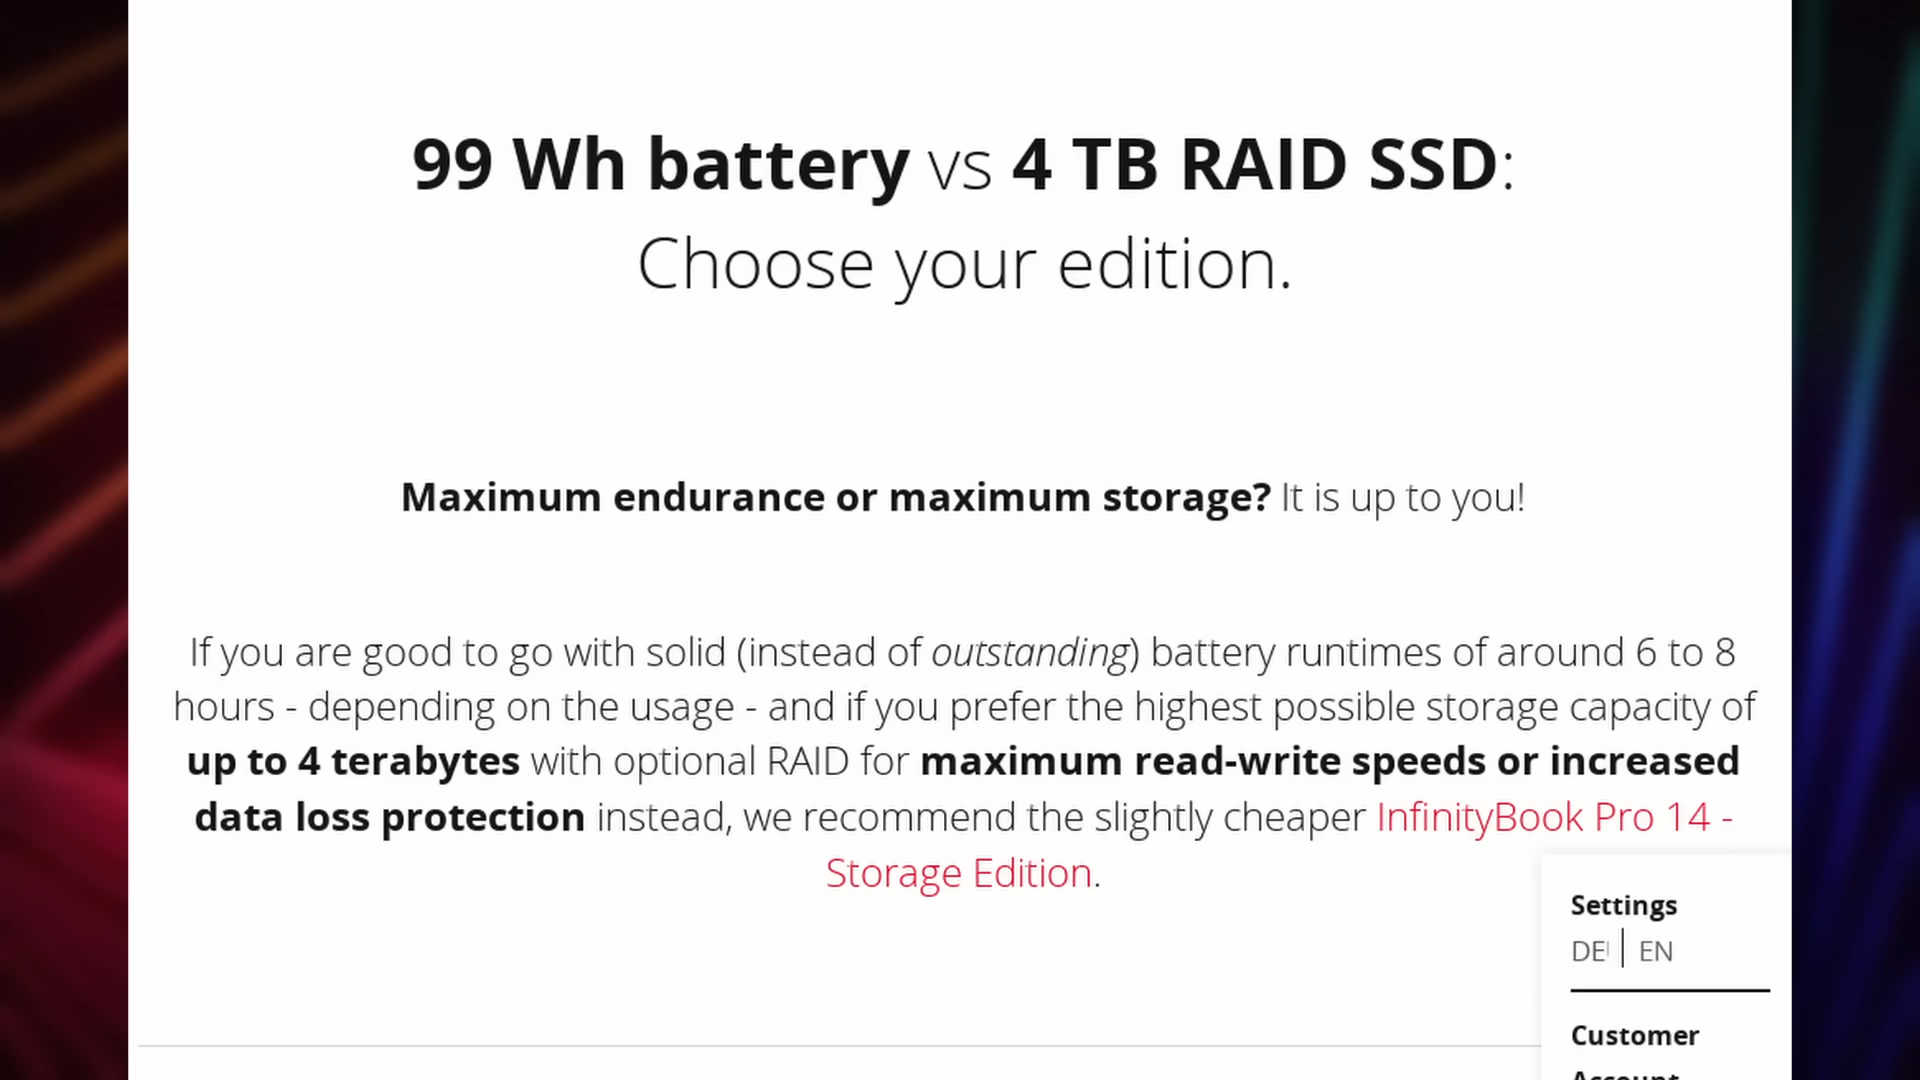 99 Wh battery vs 4 TB RAID SSD:
Choose your edition.
Maximum endurance or maximum storage? It is up to you!
If you are good to go with solid (instead of outstanding) battery runtimes of around 6 to 8
hours - depending on the usage - and if you prefer the highest possible storage capacity of
up to 4 terabytes with optional RAID for maximum read-write speeds or increased
data loss protection instead, we recommend the slightly cheaper InfinityBook Pro 14 -
Storage Edition.
Settings
DE | EN
Customer
Account